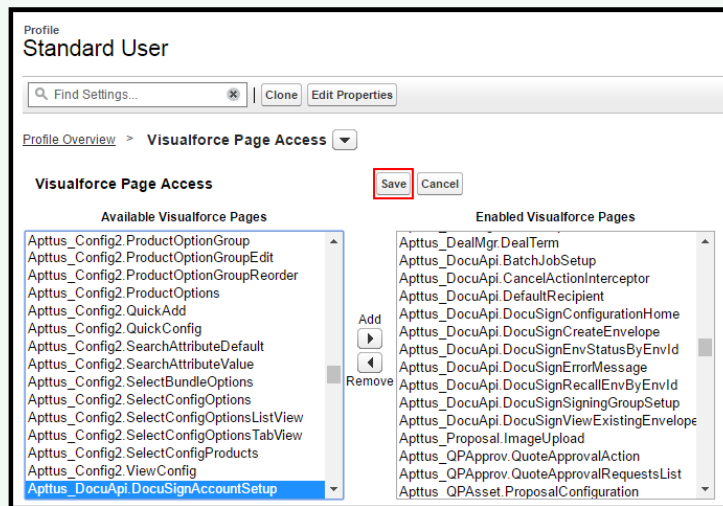 Profile
Standard User
Find Settings...
Clone
Edit Properties
Profile Overview > Visualforce Page Access
Visualforce Page Access
Save
Cancel
Available Visualforce Pages
Apttus_Config2.ProductOptionGroup
Apttus_Config2.ProductOptionGroupEdit
Apttus_Config2.ProductOptionGroupReorder
Apttus_Config2.ProductOptions
Apttus_Config2.QuickAdd
Apttus_Config2.QuickConfig
Apttus_Config2.SearchAttributeDefault
Apttus_Config2.SearchAttributeValue
Apttus_Config2.SelectBundleOptions
Apttus_Config2.SelectConfigOptions
Apttus_Config2.SelectConfigOptionsListView
Apttus_Config2.SelectConfigOptionsTabView
Apttus_Config2.SelectConfigProducts
Apttus_Config2.ViewConfig
Apttus_DocuApi.DocuSignAccountSetup
Add
Remove
Enabled Visualforce Pages
Apttus_DealMgr.DealTerm
Apttus_DocuApi.BatchJobSetup
Apttus_DocuApi.CancelActionInterceptor
Apttus_DocuApi.DefaultRecipient
Apttus_DocuApi.DocuSignConfigurationHome
Apttus_DocuApi.DocuSignCreateEnvelope
Apttus_DocuApi.DocuSignEnvStatusByEnvId
Apttus_DocuApi.DocuSignErrorMessage
Apttus_DocuApi.DocuSignRecallEnvByEnvId
Apttus_DocuApi.DocuSignSigningGroupSetup
Apttus_DocuApi.DocuSignViewExistingEnvelope
Apttus_Proposal.ImageUpload
Apttus_QPApprov.QuoteApprovalAction
Apttus_QPApprov.QuoteApprovalRequestsList
Apttus_QPAsset.ProposalConfiguration